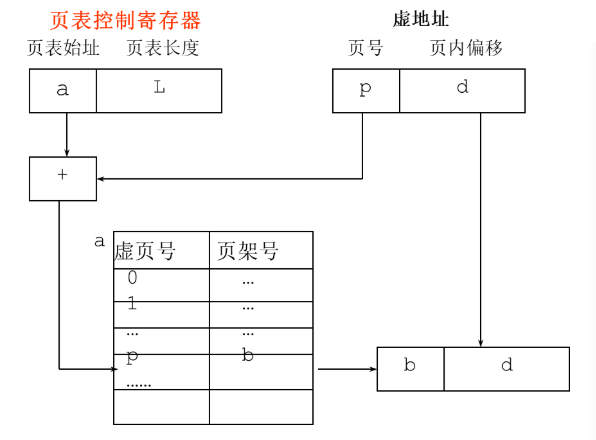 页表控制寄存器
虚地址
页表始址 页表长度
页号 页内偏移
a L
p d
+
a
虚页号 页架号
0 …
1 …
… …
p b
……
b d